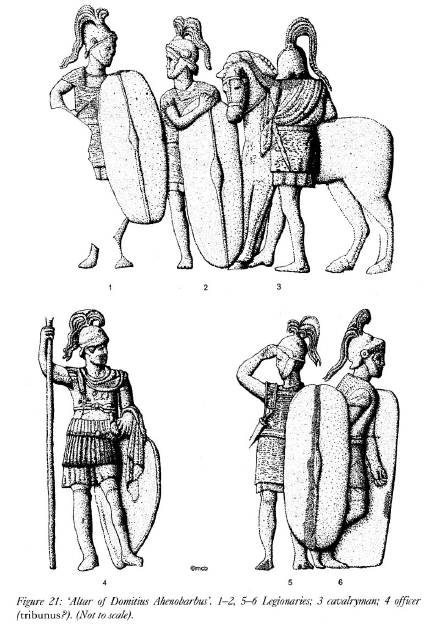 1 2 3
4 ©mcb 5 6
Figure 21: 'Altar of Domitius Ahenobarbus'. 1–2, 5–6 Legionaries; 3 cavalryman; 4 officer
(tribunus?). (Not to scale).